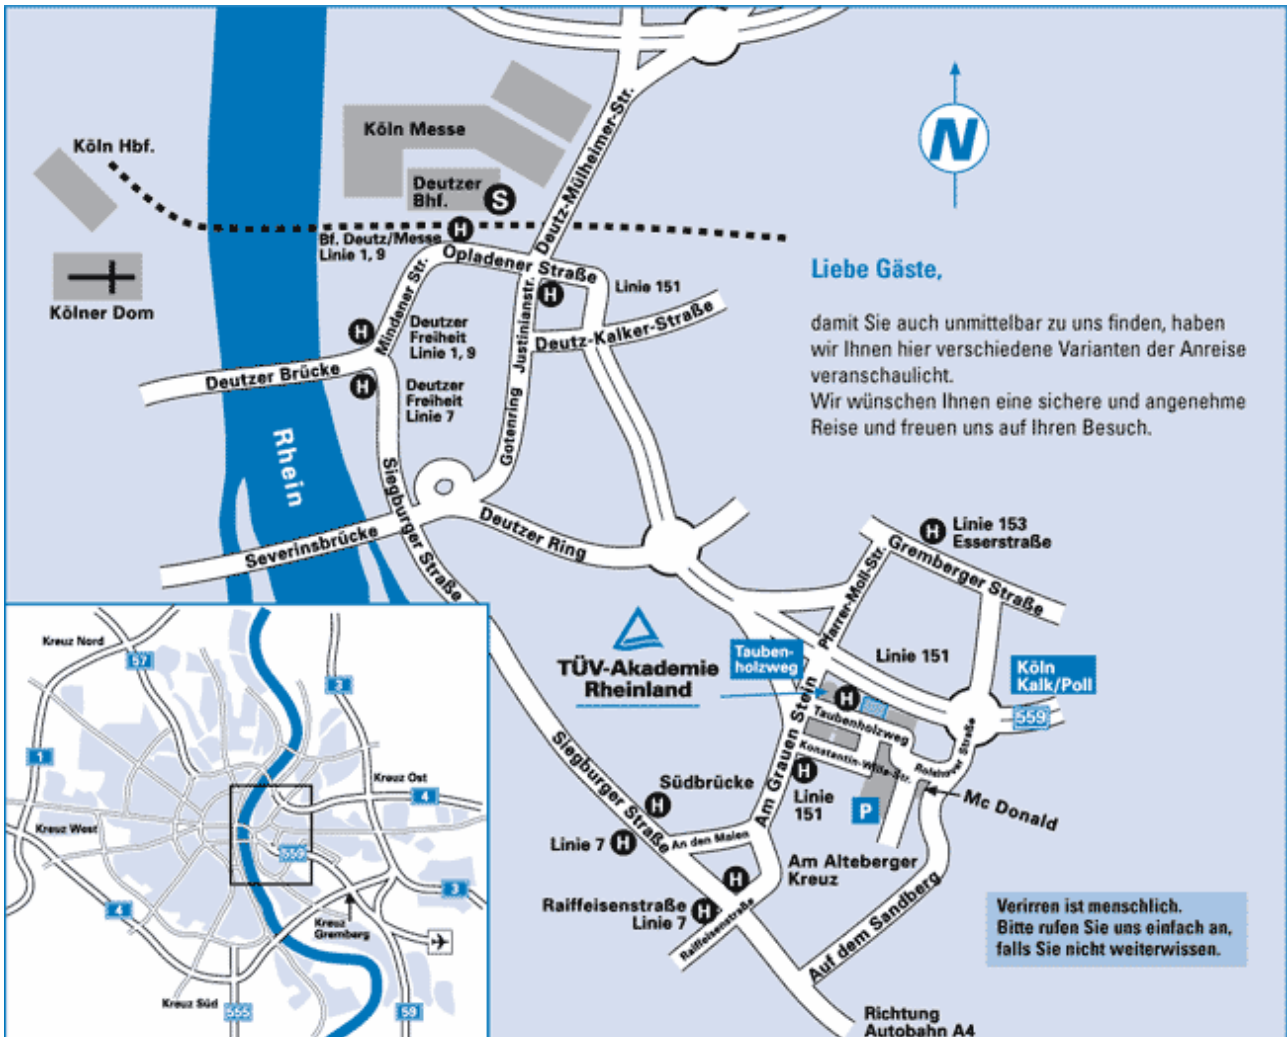 Deutz-Mülheimer-Str.
Köln Messe
Köln Hbf.
Deutzer
Bhf.
S
N
H
Bf. Deutz/Messe
Linie 1, 9
Opladener Straße
Linie 151
H
Kölner Dom
Mindener Str.
H
Deutzer
Freiheit
Linie 1, 9
Justinianstr.
Deutz-Kalker-Straße
Deutzer Brücke
H
Deutzer
Freiheit
Linie 7
Gotenring
Liebe Gäste,
damit Sie auch unmittelbar zu uns finden, haben
wir Ihnen hier verschiedene Varianten der Anreise
veranschaulicht.
Wir wünschen Ihnen eine sichere und angenehme
Reise und freuen uns auf Ihren Besuch.
Rhein
Siegburger Straße
Severinsbrücke
Deutzer Ring
H
Linie 153
Esserstraße
Gremberger Straße
Pfarrer-Moll-Str.
TÜV-Akademie
Rheinland
Tauben-
holzweg
Linie 151
Köln
Kalk/Poll
559
H
Taubenholzweg
Am Grauen Stein
Konstantin-Wille-Str.
Rolshover Straße
H
Linie
151
P
Mc Donald
Siegburger Straße
Südbrücke
H
Linie 7
H
An den Maien
Am Alteberger
Kreuz
H
Raiffeisenstraße
Linie 7
H
Raiffeisenstraße
Auf dem Sandberg
Richtung
Autobahn A4
Verirren ist menschlich.
Bitte rufen Sie uns einfach an,
falls Sie nicht weiterwissen.
Kreuz Nord
57
3
1
Kreuz Ost
4
Kreuz West
559
3
4
Kreuz
Gremberg
Kreuz Süd
555
59